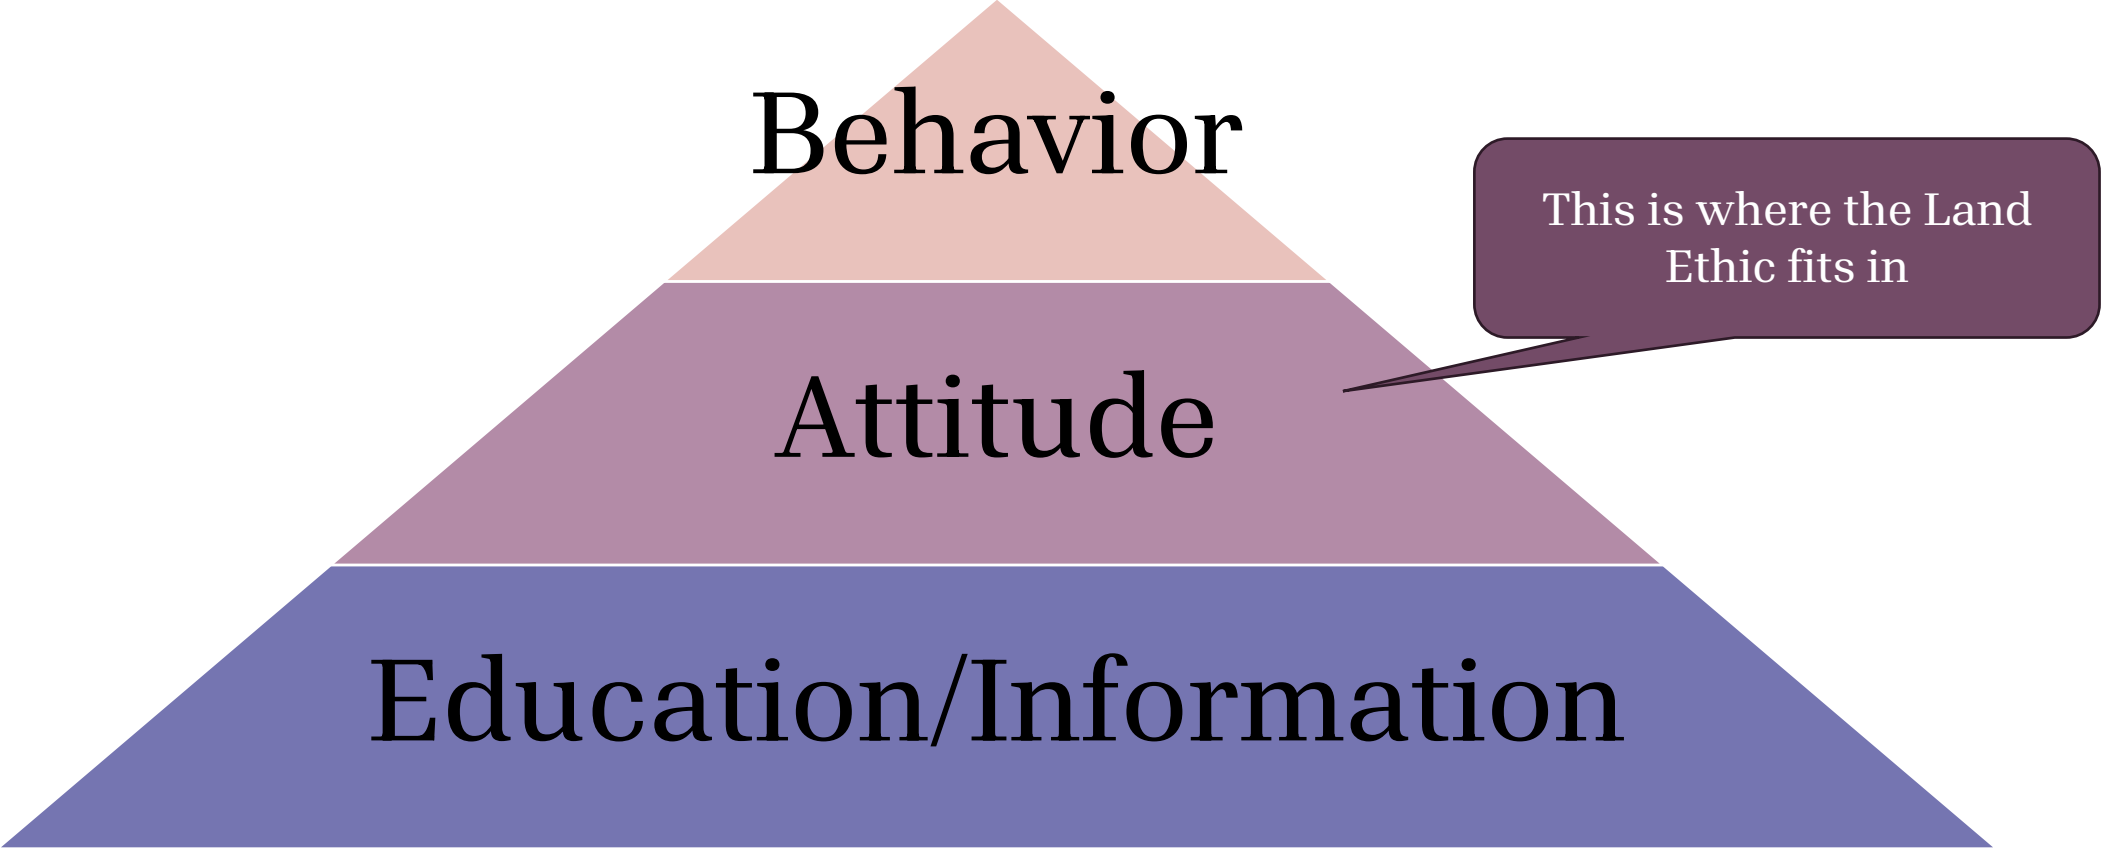 Behavior
This is where the Land
Ethic fits in
Attitude
Education/Information